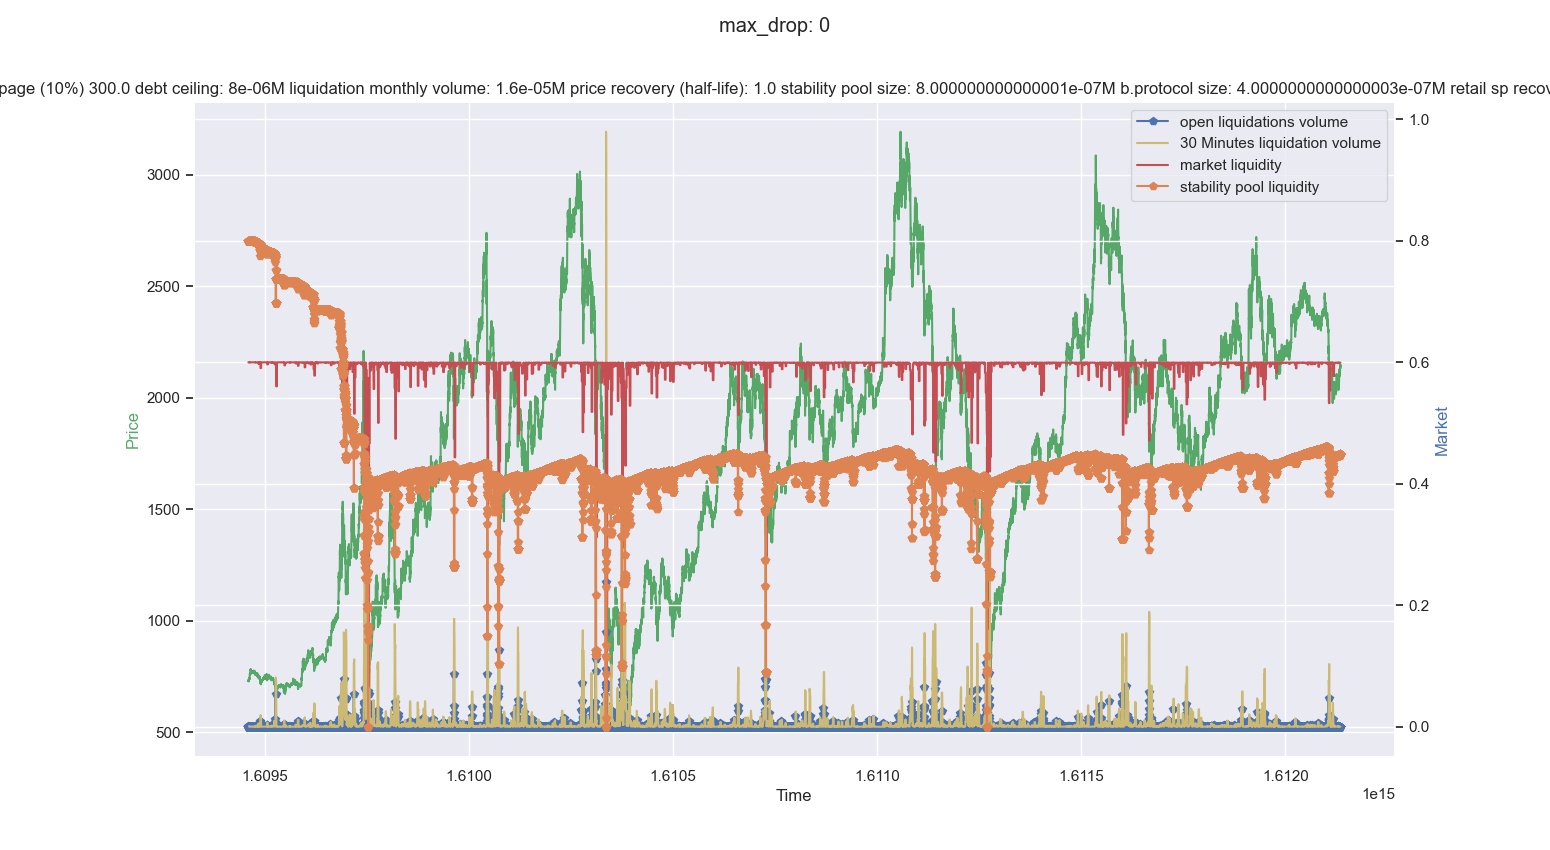 max_drop: 0
page (10%) 300.0 debt ceiling: 8e-06M liquidation monthly volume: 1.6e-05M price recovery (half-life): 1.0 stability pool size: 8.000000000000001e-07M b.protocol size: 4.0000000000000003e-07M retail sp recov
open liquidations volume
30 Minutes liquidation volume
market liquidity
stability pool liquidity
3000
2500
2000
1500
1000
500
Price
1.0
0.8
0.6
0.4
0.2
0.0
Market
1.6095 1.6100 1.6105 1.6110 1.6115 1.6120
Time
1e15